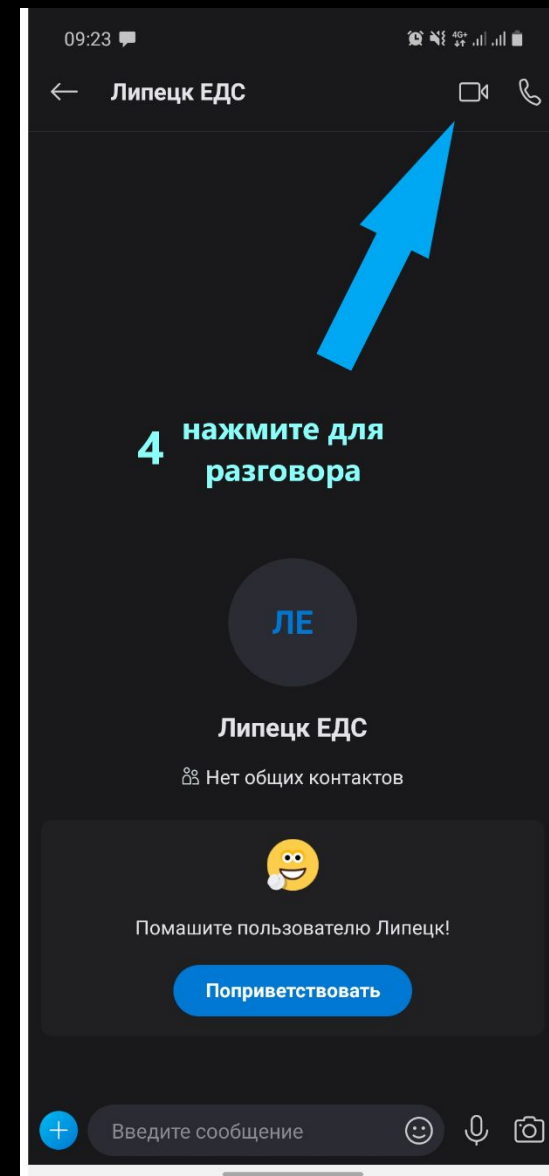 09:23
4G+
Липецк ЕДС
4 нажмите для
разговора
ЛЕ
Липецк ЕДС
Нет общих контактов
Помашите пользователю Липецк!
Поприветствовать
Введите сообщение